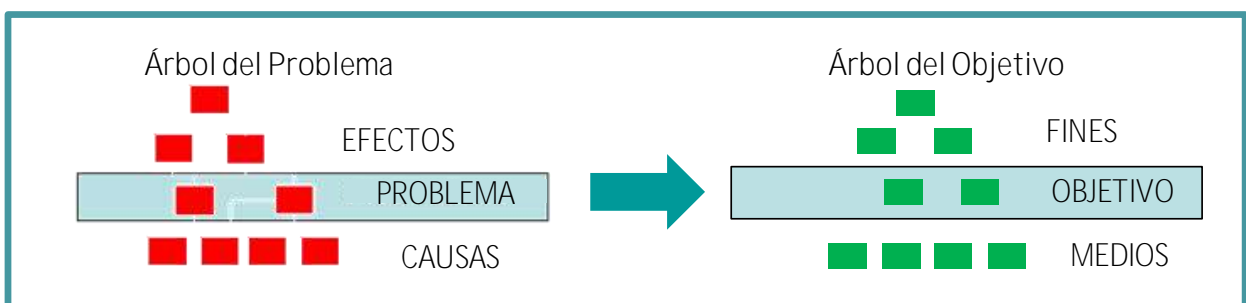 Árbol del Problema
EFECTOS
PROBLEMA
CAUSAS
Árbol del Objetivo
FINES
OBJETIVO
MEDIOS